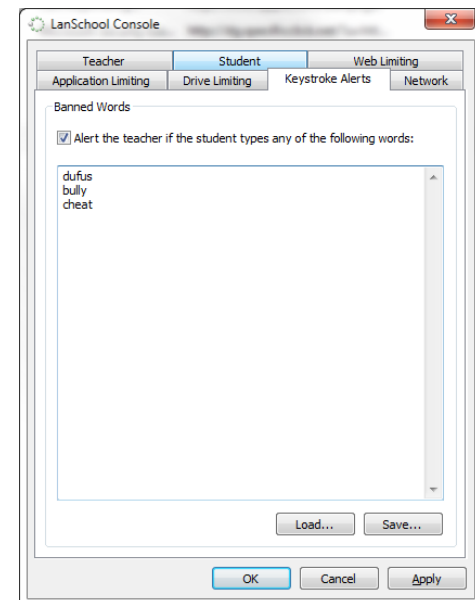 LanSchool Console
Teacher Student Web Limiting
Application Limiting Drive Limiting Keystroke Alerts Network
Banned Words
Alert the teacher if the student types any of the following words:
dufus
bully
cheat
Load... Save...
OK Cancel Apply